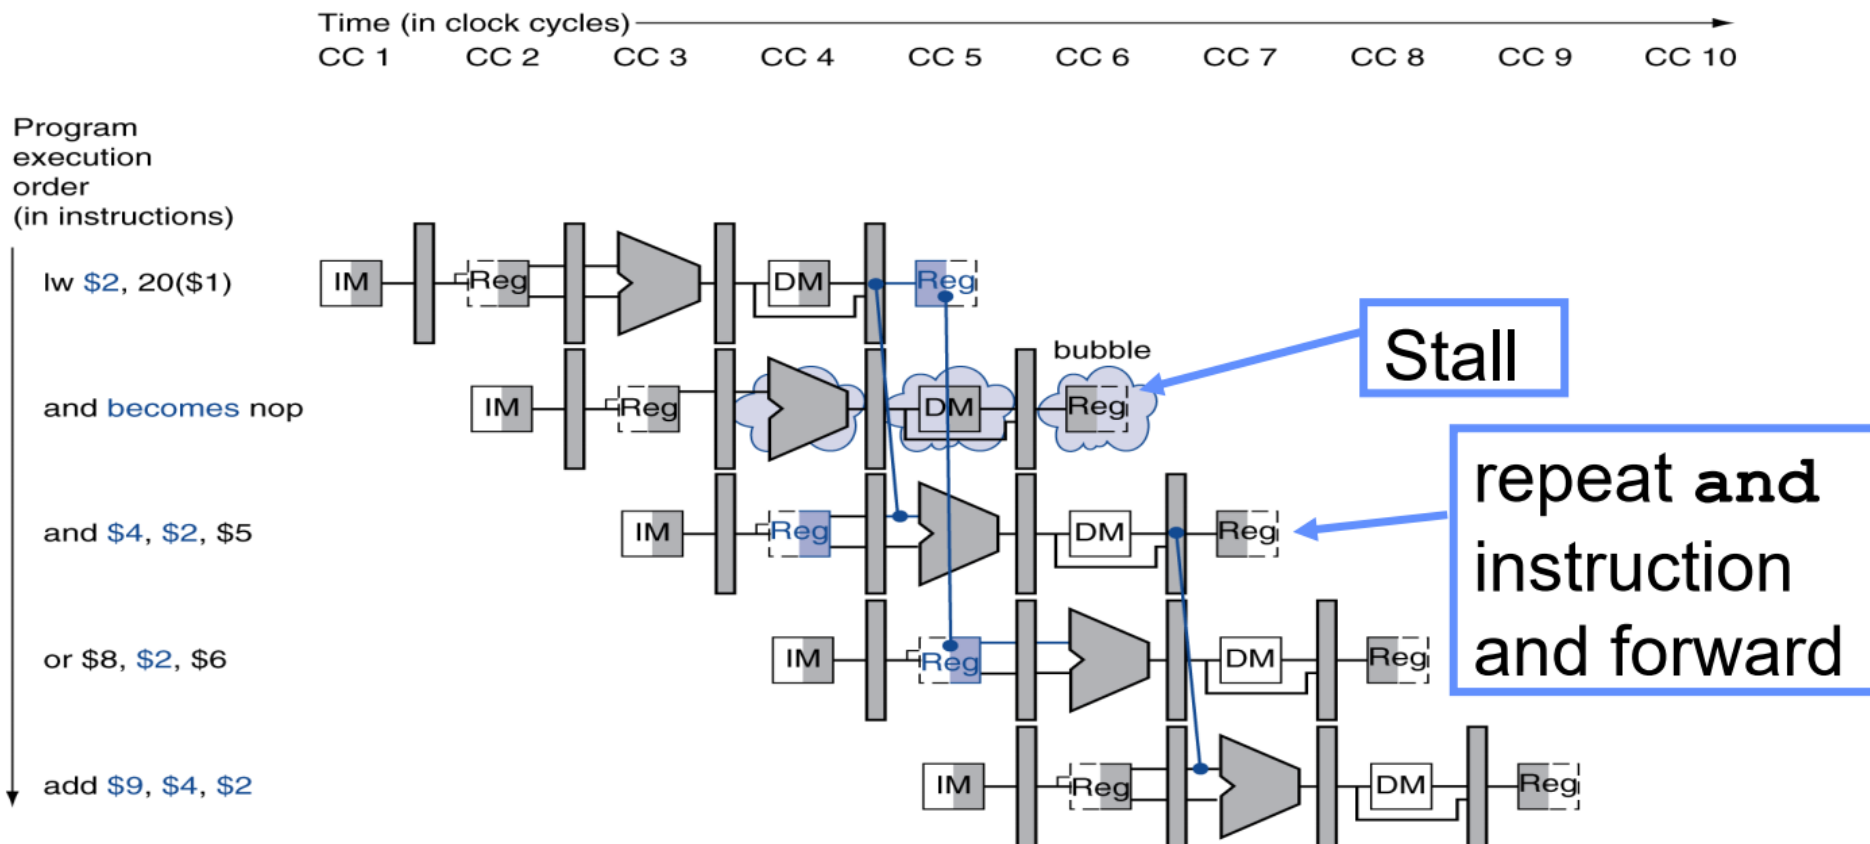 Time (in clock cycles)
CC 1 CC 2 CC 3 CC 4 CC 5 CC 6 CC 7 CC 8 CC 9 CC 10
Program
execution
order
(in instructions)
lw $2, 20($1)
IM Reg DM Reg
Stall
bubble
and becomes nop
IM Reg DM Reg
repeat and
instruction
and forward
and $4, $2, $5
IM Reg DM Reg
or $8, $2, $6
IM Reg DM Reg
add $9, $4, $2
IM Reg DM Reg